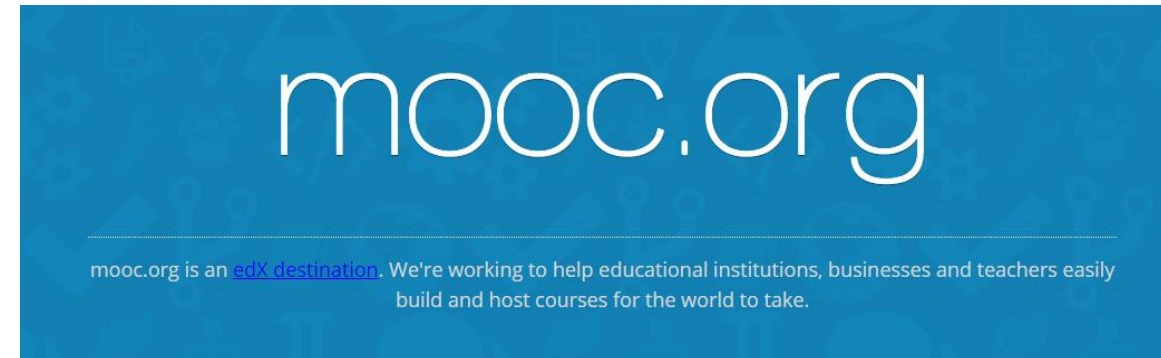 mooc.org
mooc.org is an edX destination. We're working to help educational institutions, businesses and teachers easily
build and host courses for the world to take.